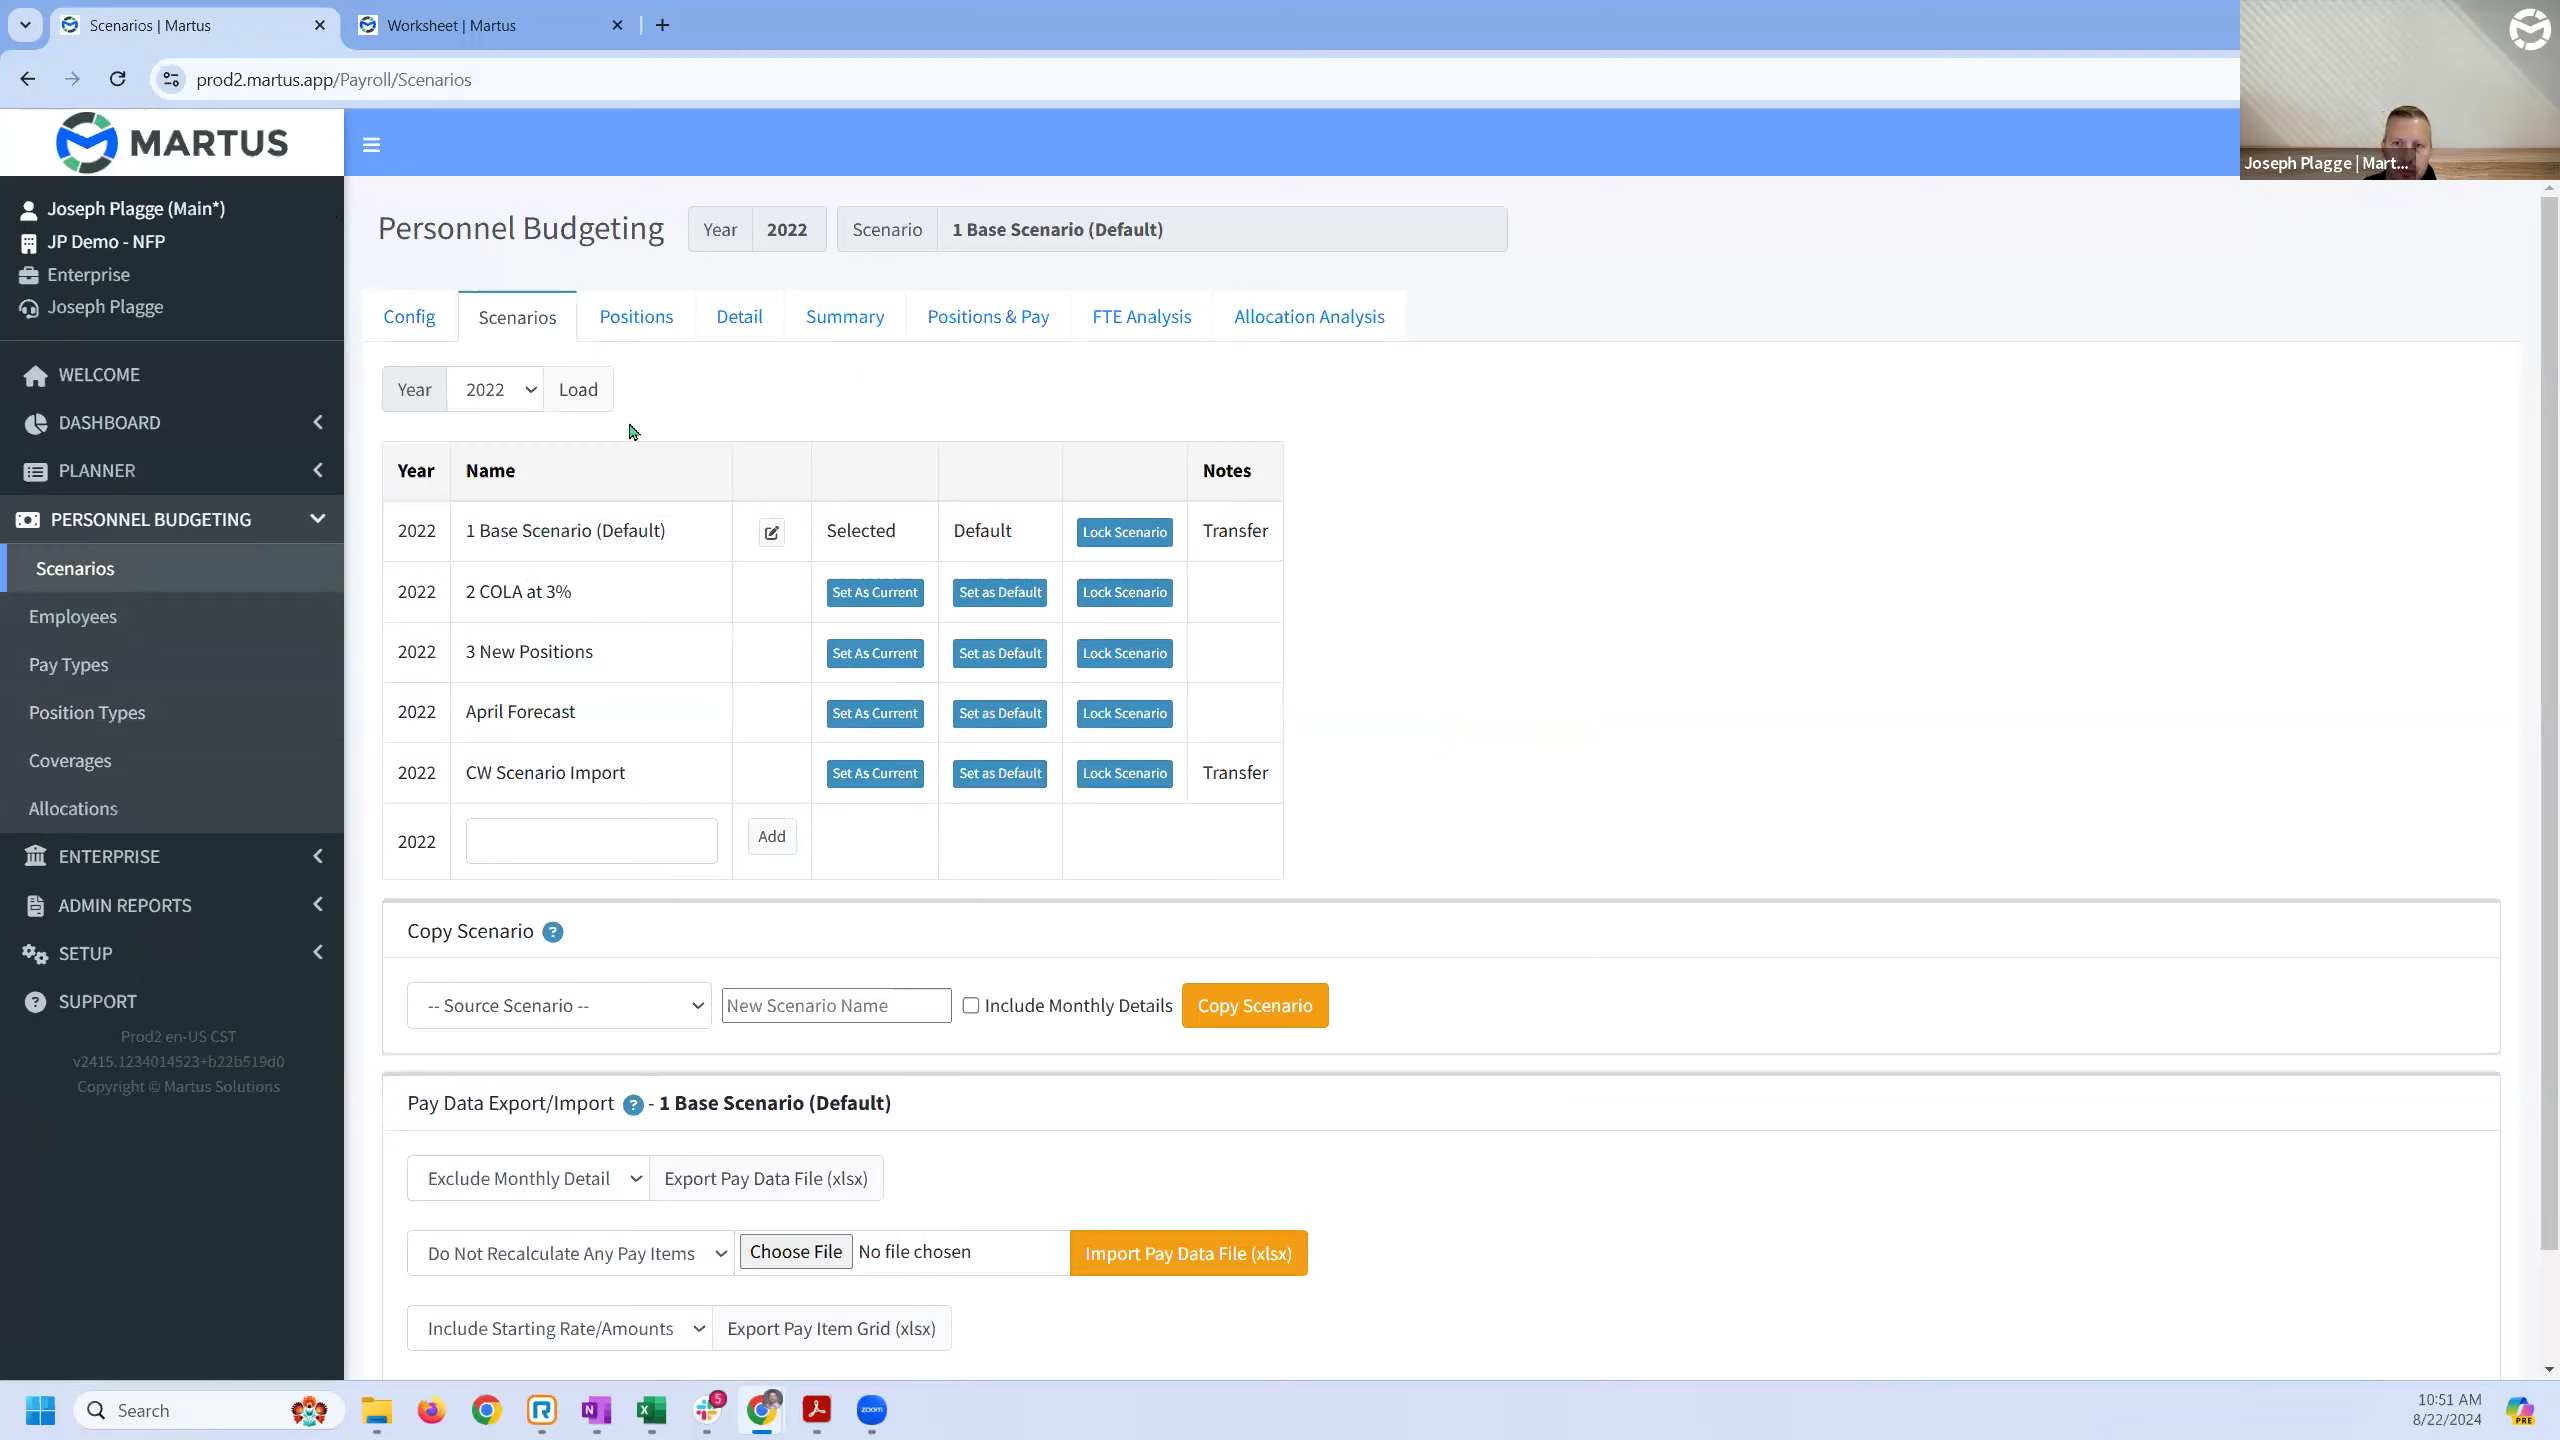 Scenarios | Martus
Worksheet | Martus
prod2.martus.app/Payroll/Scenarios
MARTUS
Joseph Plagge (Main*)
JP Demo - NFP
Enterprise
Joseph Plagge
WELCOME
DASHBOARD
PLANNER
PERSONNEL BUDGETING
Scenarios
Employees
Pay Types
Position Types
Coverages
Allocations
ENTERPRISE
ADMIN REPORTS
SETUP
SUPPORT
Prod2 en-US CST
v2415.1234014523+b22b519d0
Copyright © Martus Solutions
Joseph Plagge | Mart...
Personnel Budgeting Year 2022 Scenario 1 Base Scenario (Default)
Config Scenarios Positions Detail Summary Positions & Pay FTE Analysis Allocation Analysis
Year 2022 Load
Year Name Notes
2022 1 Base Scenario (Default) Selected Default Lock Scenario Transfer
2022 2 COLA at 3% Set As Current Set as Default Lock Scenario
2022 3 New Positions Set As Current Set as Default Lock Scenario
2022 April Forecast Set As Current Set as Default Lock Scenario
2022 CW Scenario Import Set As Current Set as Default Lock Scenario Transfer
2022 Add
Copy Scenario ?
-- Source Scenario -- New Scenario Name Include Monthly Details Copy Scenario
Pay Data Export/Import ? - 1 Base Scenario (Default)
Exclude Monthly Detail Export Pay Data File (xlsx)
Do Not Recalculate Any Pay Items Choose File No file chosen Import Pay Data File (xlsx)
Include Starting Rate/Amounts Export Pay Item Grid (xlsx)
Search
5
zoom
10:51 AM
8/22/2024
PRE